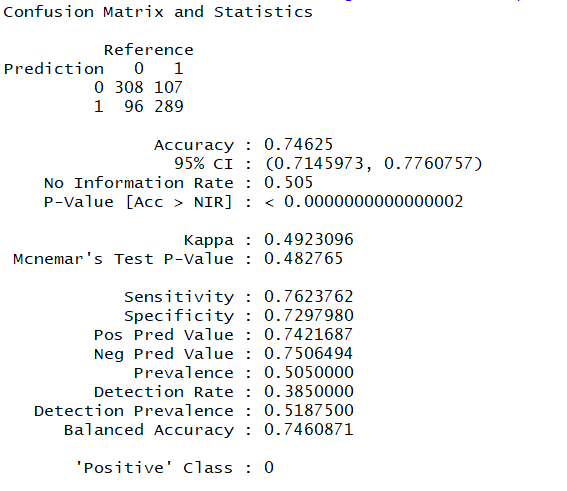 Confusion Matrix and Statistics
Reference
Prediction 0 1
0 308 107
1 96 289
Accuracy : 0.74625
95% CI : (0.7145973, 0.7760757)
No Information Rate : 0.505
P-Value [Acc > NIR] : < 0.0000000000000002
Kappa : 0.4923096
Mcnemar's Test P-Value : 0.482765
Sensitivity : 0.7623762
Specificity : 0.7297980
Pos Pred Value : 0.7421687
Neg Pred Value : 0.7506494
Prevalence : 0.5050000
Detection Rate : 0.3850000
Detection Prevalence : 0.5187500
Balanced Accuracy : 0.7460871
'Positive' Class : 0